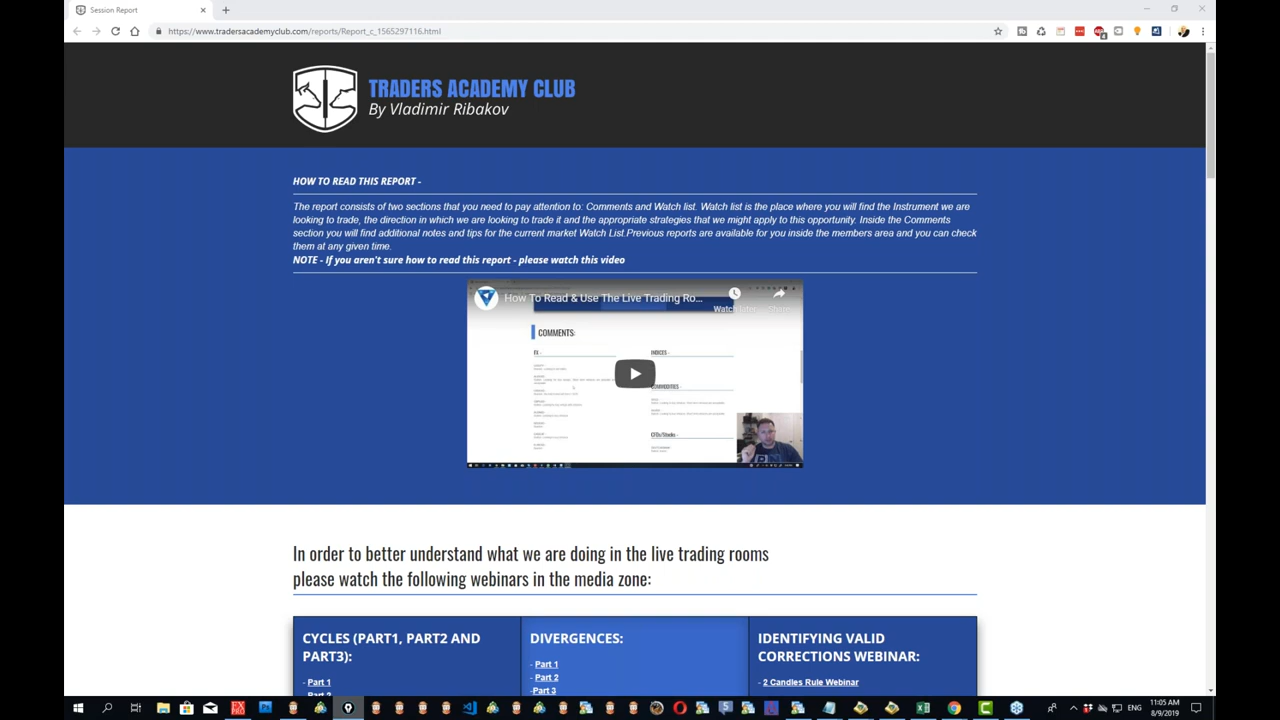 Session Report
https://www.tradersacademyclub.com/reports/Report_c_1565297116.html
TRADERS ACADEMY CLUB
By Vladimir Ribakov
HOW TO READ THIS REPORT -
The report consists of two sections that you need to pay attention to: Comments and Watch list. Watch list is the place where you will find the Instrument we are
looking to trade, the direction in which we are looking to trade it and the appropriate strategies that we might apply to this opportunity. Inside the Comments
section you will find additional notes and tips for the current market Watch List.Previous reports are available for you inside the members area and you can check
them at any given time.
NOTE - If you aren't sure how to read this report - please watch this video
How To Read & Use The Live Trading Ro...
Watch later
Share
COMMENTS:
FX -
INDICES -
COMMODITIES -
CFDs/Stocks -
In order to better understand what we are doing in the live trading rooms
please watch the following webinars in the media zone:
CYCLES (PART1, PART2 AND
PART3):
- Part 1
- Part 2
DIVERGENCES:
- Part 1
- Part 2
-Part 3
IDENTIFYING VALID
CORRECTIONS WEBINAR:
- 2 Candles Rule Webinar
ENG
11:05 AM
8/9/2019